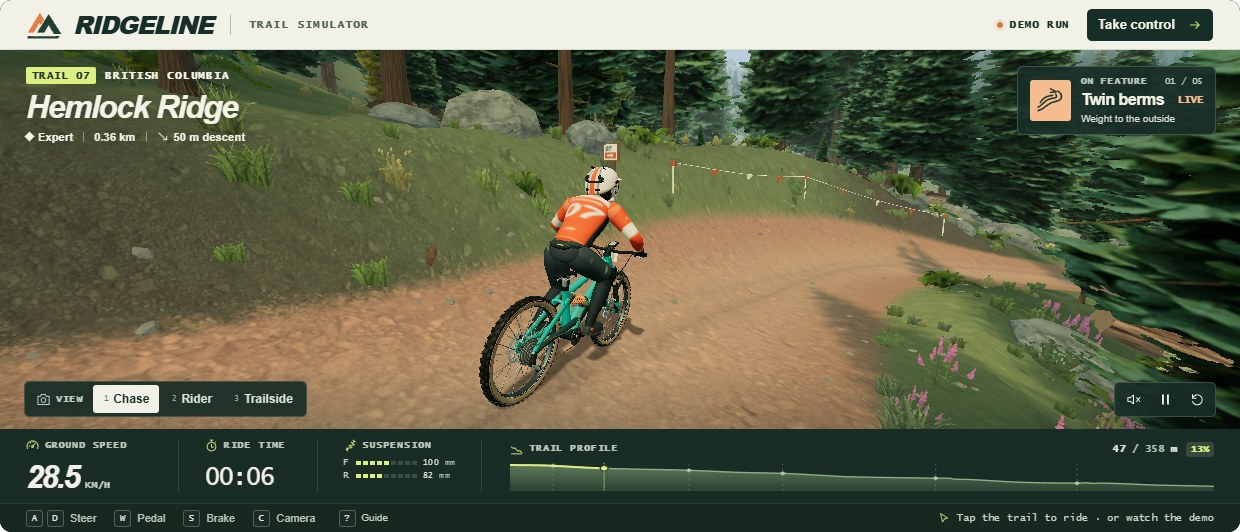 RIDGELINE
TRAIL SIMULATOR
DEMO RUN
Take control
TRAIL 07 BRITISH COLUMBIA
Hemlock Ridge
Expert 0.36 km 50 m descent
ON FEATURE 01 / 05
Twin berms LIVE
Weight to the outside
07
07
VIEW 1 Chase 2 Rider 3 Trailside
GROUND SPEED
28.5 KM/H
RIDE TIME
00:06
SUSPENSION
F 100 mm
R 82 mm
TRAIL PROFILE
47 / 358 m 13%
A D Steer W Pedal S Brake C Camera ? Guide
Tap the trail to ride · or watch the demo